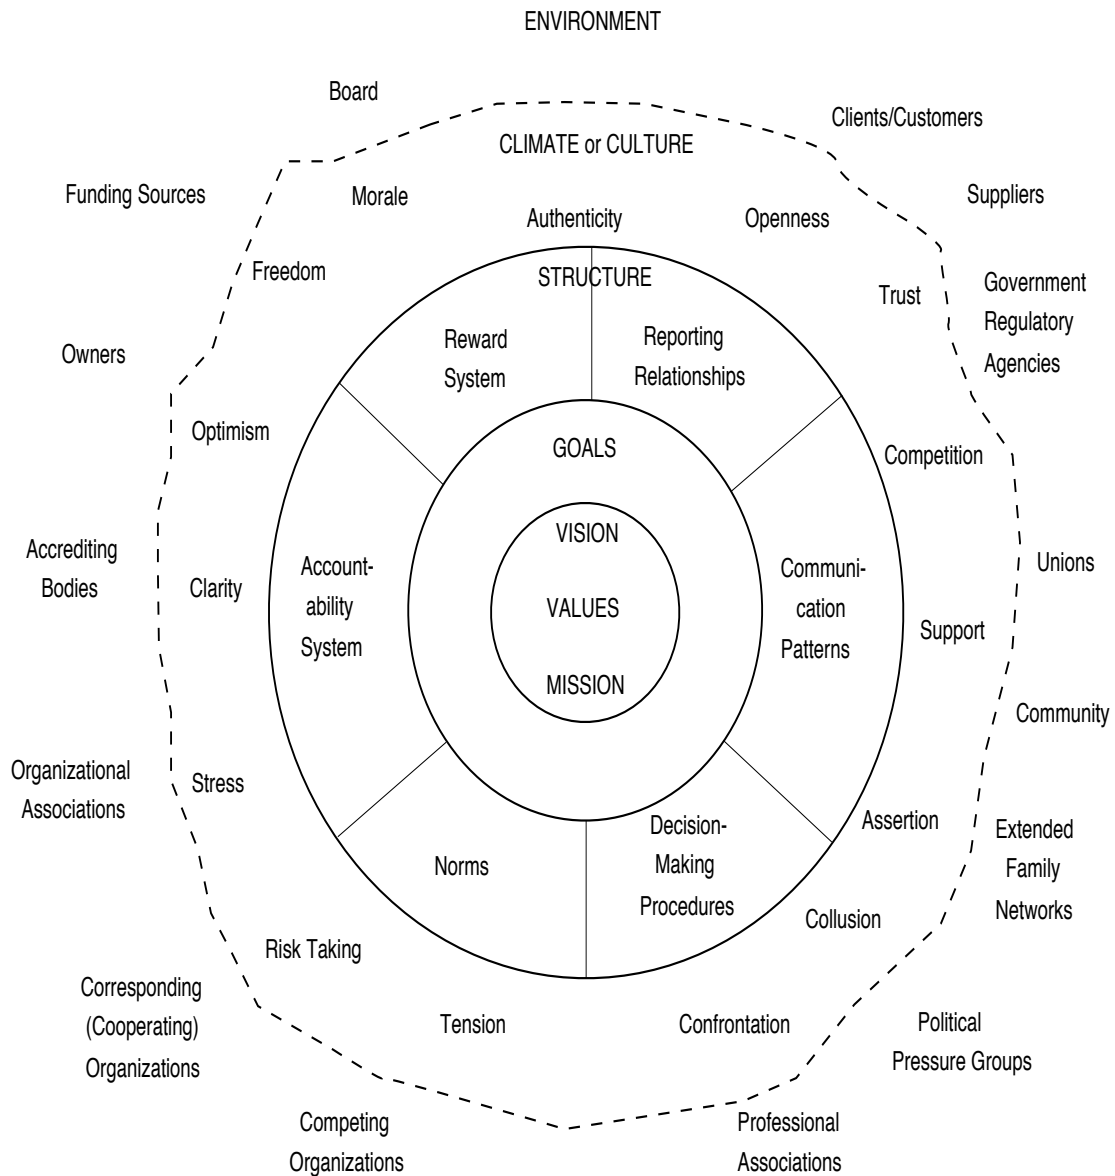 ENVIRONMENT
Board
Clients/Customers
CLIMATE or CULTURE
Funding Sources
Morale
Suppliers
Authenticity
Openness
Freedom
STRUCTURE
Trust
Government
Regulatory
Agencies
Owners
Reward
System
Reporting
Relationships
Optimism
GOALS
Competition
VISION
Accrediting
Bodies
Clarity
Account-
ability
System
VALUES
Communi-
cation
Patterns
Unions
Support
MISSION
Community
Organizational
Associations
Stress
Norms
Decision-
Making
Procedures
Assertion
Extended
Family
Networks
Collusion
Risk Taking
Corresponding
(Cooperating)
Organizations
Tension
Confrontation
Political
Pressure Groups
Competing
Organizations
Professional
Associations